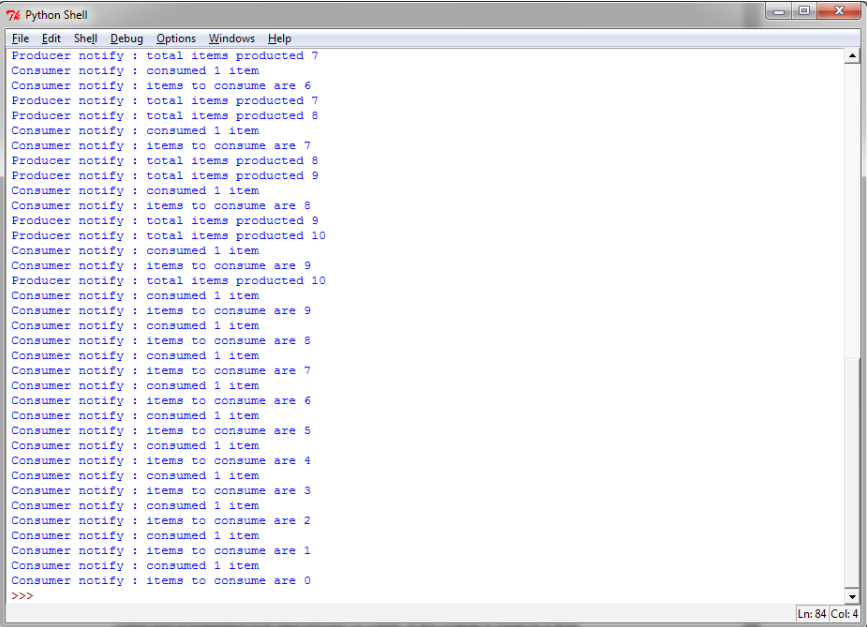 Python Shell
File Edit Shell Debug Options Windows Help
Producer notify : total items producted 7
Consumer notify : consumed 1 item
Consumer notify : items to consume are 6
Producer notify : total items producted 7
Producer notify : total items producted 8
Consumer notify : consumed 1 item
Consumer notify : items to consume are 7
Producer notify : total items producted 8
Producer notify : total items producted 9
Consumer notify : consumed 1 item
Consumer notify : items to consume are 8
Producer notify : total items producted 9
Producer notify : total items producted 10
Consumer notify : consumed 1 item
Consumer notify : items to consume are 9
Producer notify : total items producted 10
Consumer notify : consumed 1 item
Consumer notify : items to consume are 9
Consumer notify : consumed 1 item
Consumer notify : items to consume are 8
Consumer notify : consumed 1 item
Consumer notify : items to consume are 7
Consumer notify : consumed 1 item
Consumer notify : items to consume are 6
Consumer notify : consumed 1 item
Consumer notify : items to consume are 5
Consumer notify : consumed 1 item
Consumer notify : items to consume are 4
Consumer notify : consumed 1 item
Consumer notify : items to consume are 3
Consumer notify : consumed 1 item
Consumer notify : items to consume are 2
Consumer notify : consumed 1 item
Consumer notify : items to consume are 1
Consumer notify : consumed 1 item
Consumer notify : items to consume are 0
>>>
Ln: 84 Col: 4